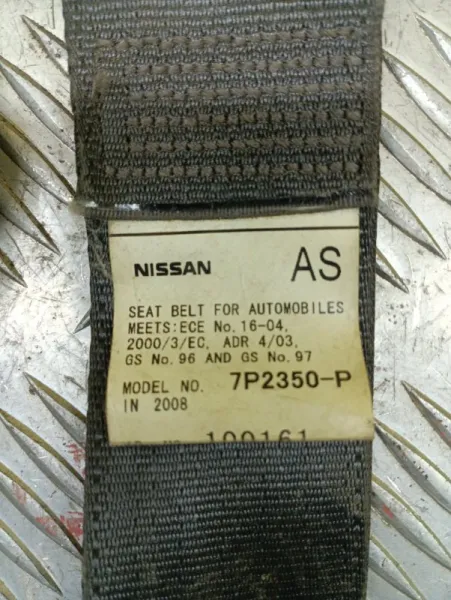 NISSAN AS
SEAT BELT FOR AUTOMOBILES
MEETS:ECE No.16-04,
2000/3/EC, ADR 4/03,
GS No.96 AND GS No.97
MODEL NO. 7P2350-P
IN 2008
100161